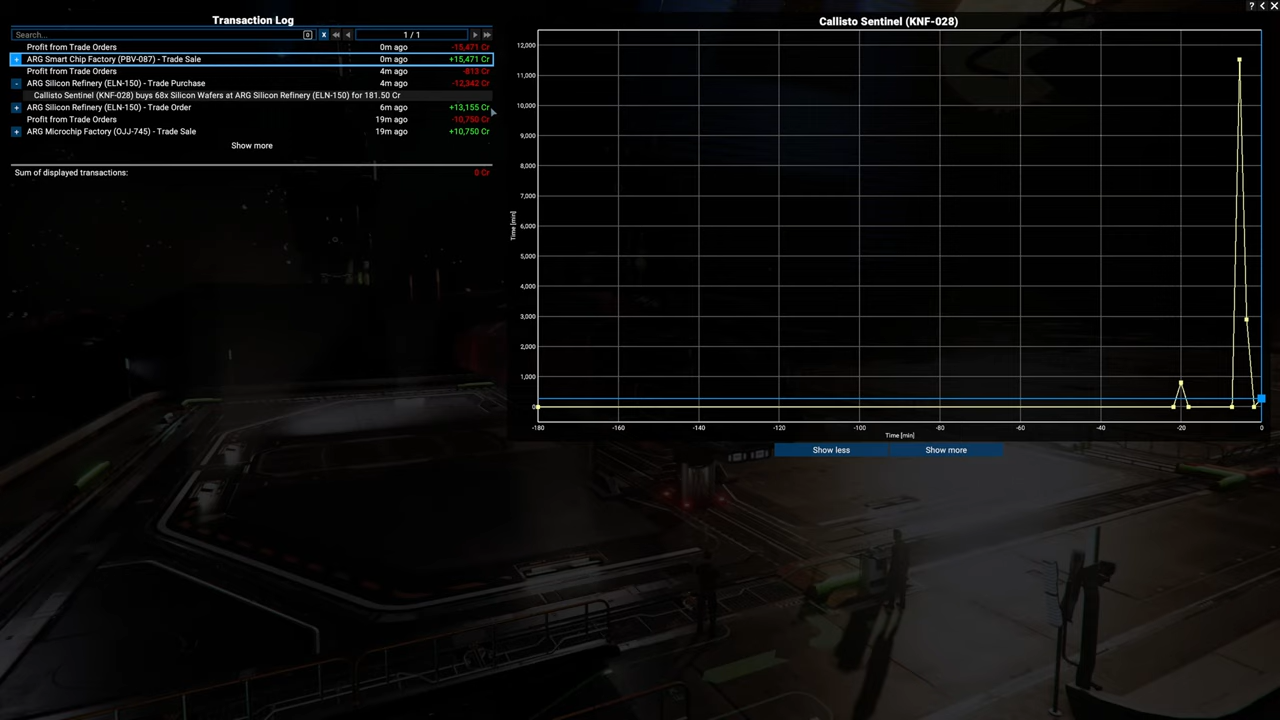 ? < X
Transaction Log
Search...
0
x
1 / 1
Profit from Trade Orders 0m ago -15,471 Cr
+ ARG Smart Chip Factory (PBV-087) - Trade Sale 0m ago +15,471 Cr
Profit from Trade Orders 4m ago -813 Cr
- ARG Silicon Refinery (ELN-150) - Trade Purchase 4m ago -12,342 Cr
Callisto Sentinel (KNF-028) buys 68x Silicon Wafers at ARG Silicon Refinery (ELN-150) for 181.50 Cr
+ ARG Silicon Refinery (ELN-150) - Trade Order 6m ago +13,155 Cr
Profit from Trade Orders 19m ago -10,750 Cr
+ ARG Microchip Factory (OJJ-745) - Trade Sale 19m ago +10,750 Cr
Show more
Sum of displayed transactions: 0 Cr
Callisto Sentinel (KNF-028)
12,000
11,000
10,000
9,000
8,000
7,000
6,000
5,000
4,000
3,000
2,000
1,000
0
Time [min]
-180 -160 -140 -120 -100 -80 -60 -40 -20 0
Time [min]
Show less Show more